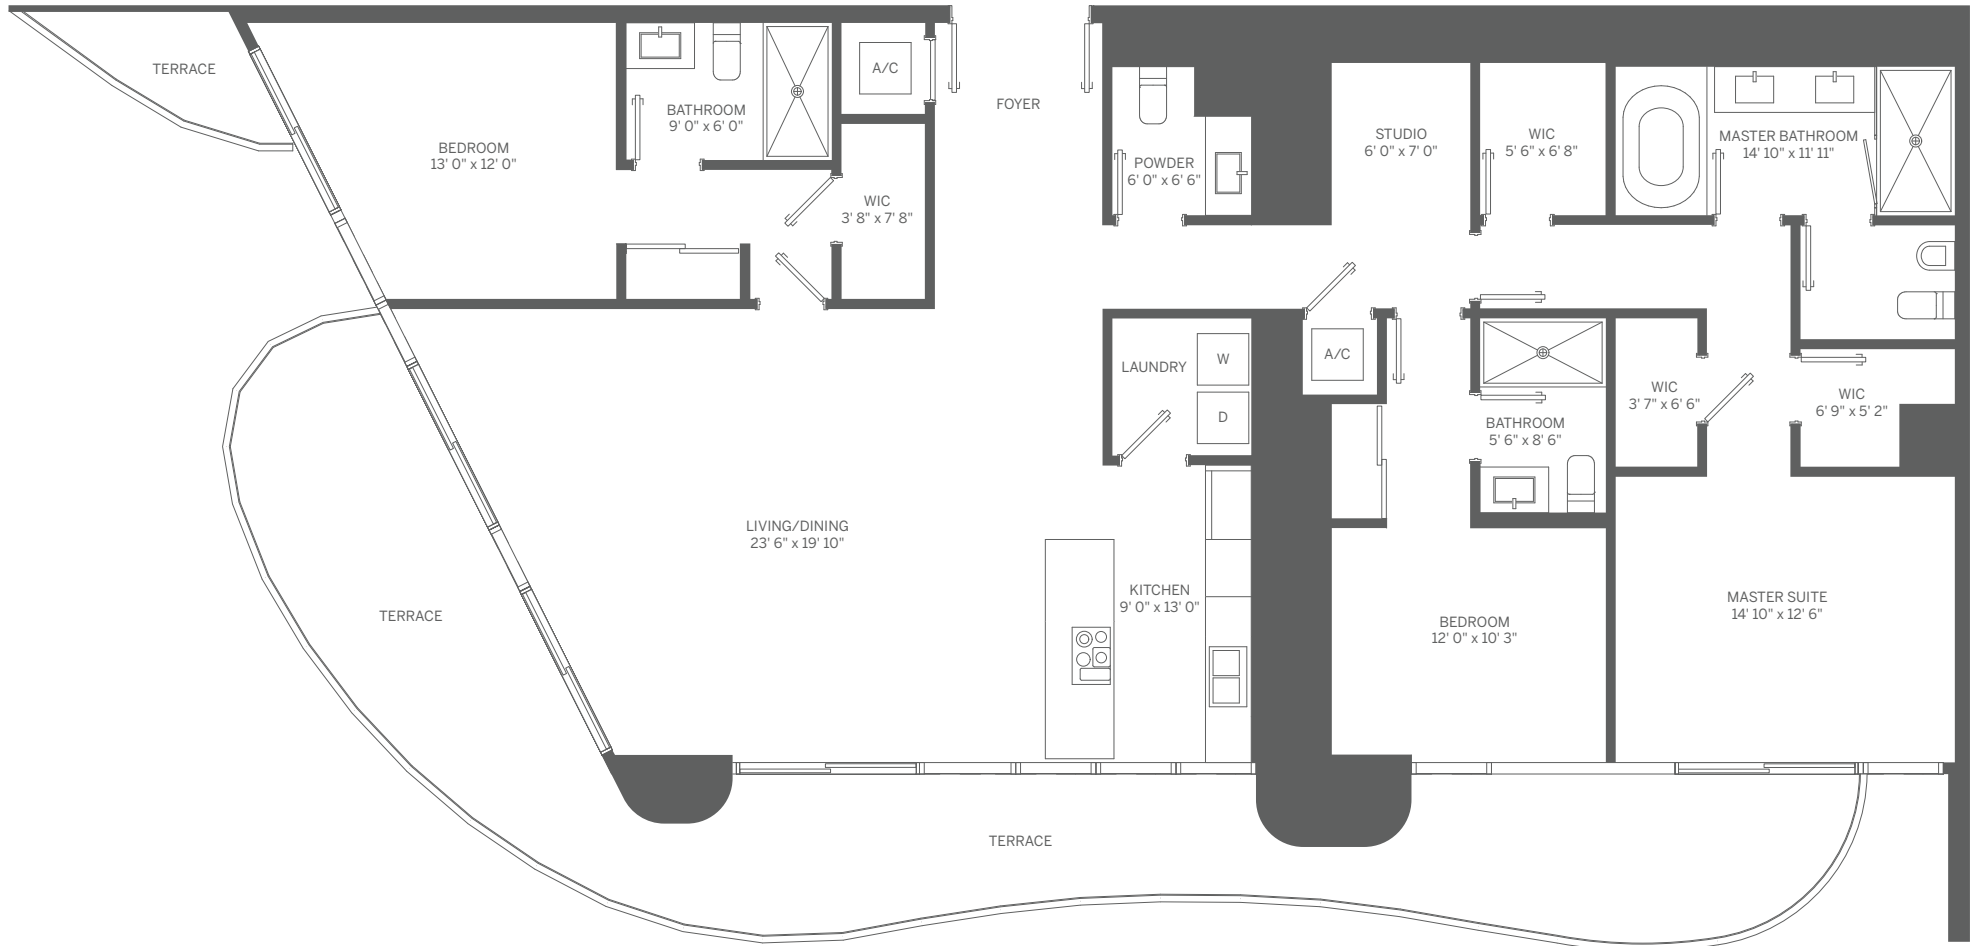 TERRACE
BEDROOM
13' 0" x 12' 0"
BATHROOM
9' 0" x 6' 0"
A/C
WIC
3' 8" x 7' 8"
FOYER
POWDER
6' 0" x 6' 6"
STUDIO
6' 0" x 7' 0"
WIC
5' 6" x 6' 8"
MASTER BATHROOM
14' 10" x 11' 11"
LAUNDRY
W
D
A/C
BATHROOM
5' 6" x 8' 6"
WIC
3' 7" x 6' 6"
WIC
6' 9" x 5' 2"
LIVING/DINING
23' 6" x 19' 10"
KITCHEN
9' 0" x 13' 0"
TERRACE
BEDROOM
12' 0" x 10' 3"
MASTER SUITE
14' 10" x 12' 6"
TERRACE